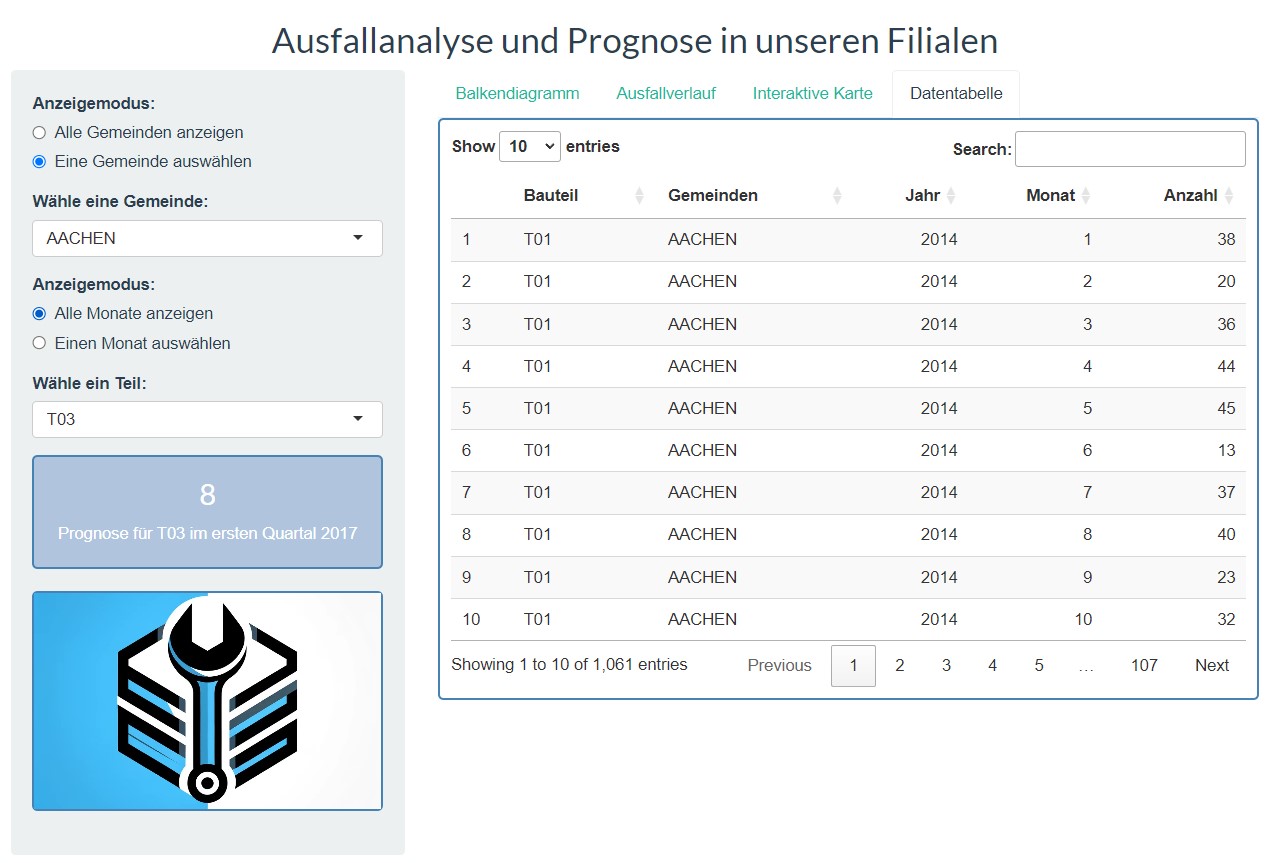 Ausfallanalyse und Prognose in unseren Filialen
Anzeigemodus:
Alle Gemeinden anzeigen
Eine Gemeinde auswählen
Wähle eine Gemeinde:
AACHEN
Anzeigemodus:
Alle Monate anzeigen
Einen Monat auswählen
Wähle ein Teil:
T03
8
Prognose für T03 im ersten Quartal 2017
Balkendiagramm Ausfallverlauf Interaktive Karte Datentabelle
Show 10 entries Search:
Bauteil Gemeinden Jahr Monat Anzahl
1 T01 AACHEN 2014 1 38
2 T01 AACHEN 2014 2 20
3 T01 AACHEN 2014 3 36
4 T01 AACHEN 2014 4 44
5 T01 AACHEN 2014 5 45
6 T01 AACHEN 2014 6 13
7 T01 AACHEN 2014 7 37
8 T01 AACHEN 2014 8 40
9 T01 AACHEN 2014 9 23
10 T01 AACHEN 2014 10 32
Showing 1 to 10 of 1,061 entries Previous 1 2 3 4 5 … 107 Next